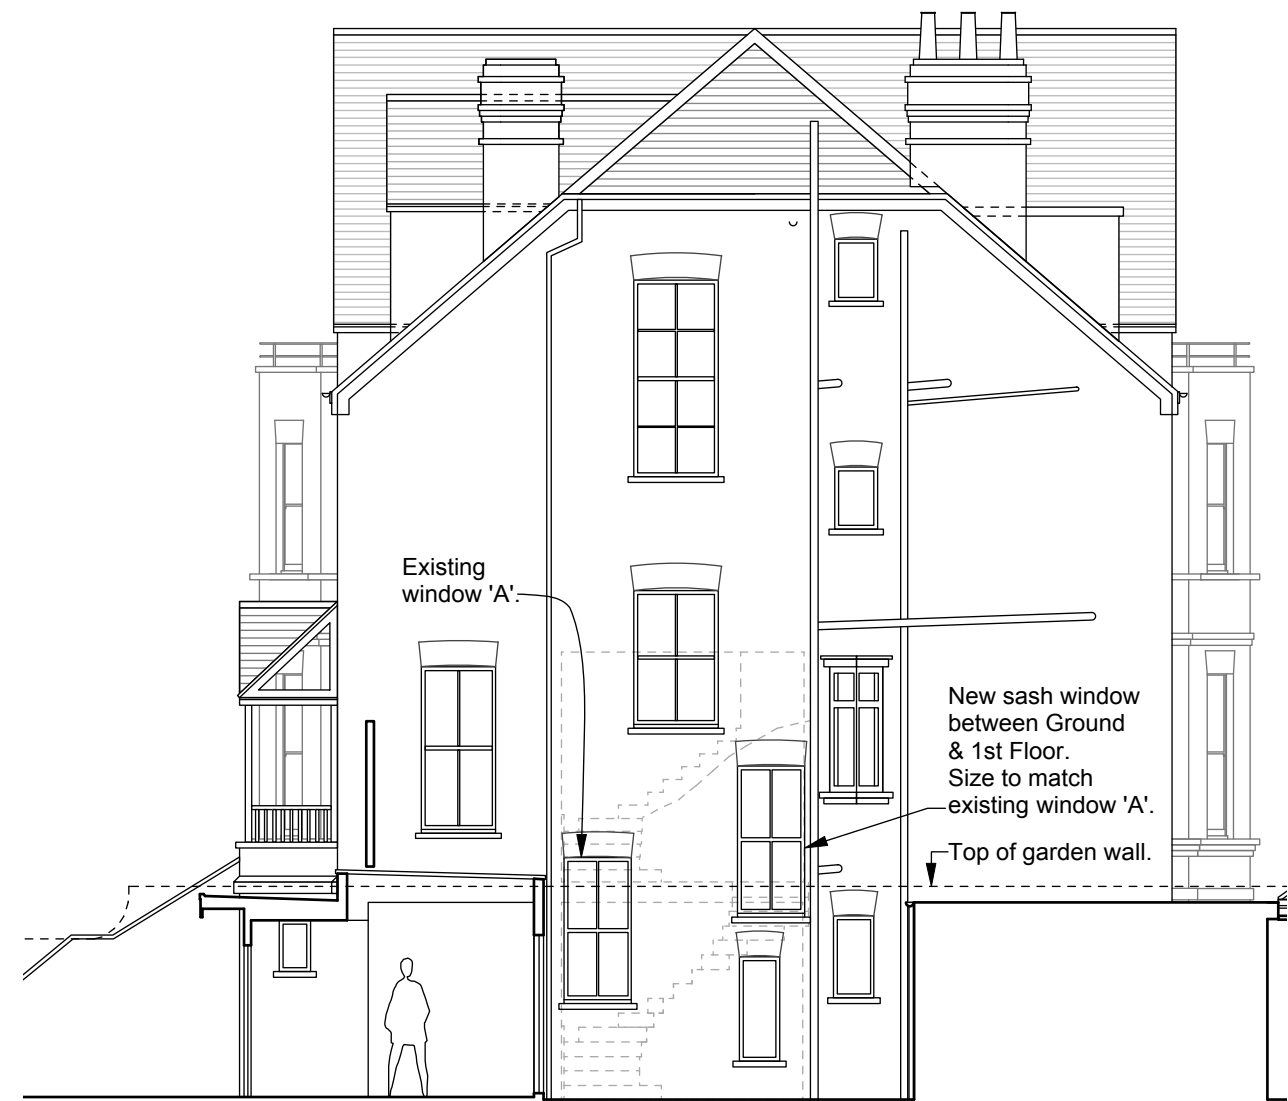 Existing
window 'A'.
New sash window
between Ground
& 1st Floor.
Size to match
existing window 'A'.
Top of garden wall.